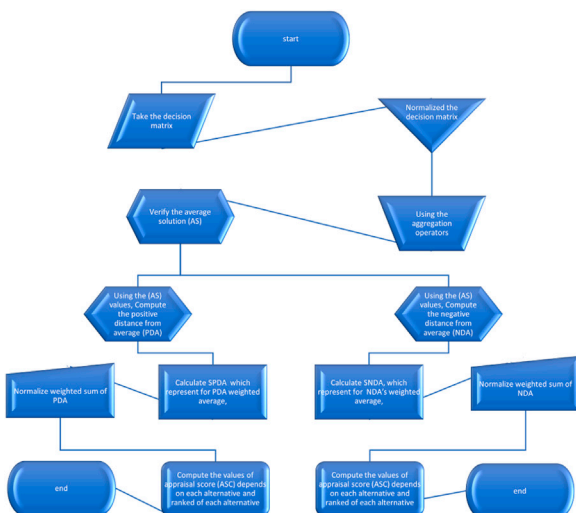 start
Take the decision
matrix
Normalized the
decision matrix
Verify the average
solution (AS)
Using the
aggregation
operators
Using the (AS)
values, Compute
the positive
distance from
average (PDA)
Using the (AS)
values, Compute
the negative
distance from
average (NDA)
Normalize weighted sum of
PDA
Calculate SPDA which
represent for PDA weighted
average,
Calculate SNDA, which
represent for NDA's weighted
average,
Normalize weighted sum of
NDA
end
Compute the values of
appraisal score (ASC) depends
on each alternative and
ranked of each alternative
Compute the values of
appraisal score (ASC) depends
on each alternative and
ranked of each alternative
end